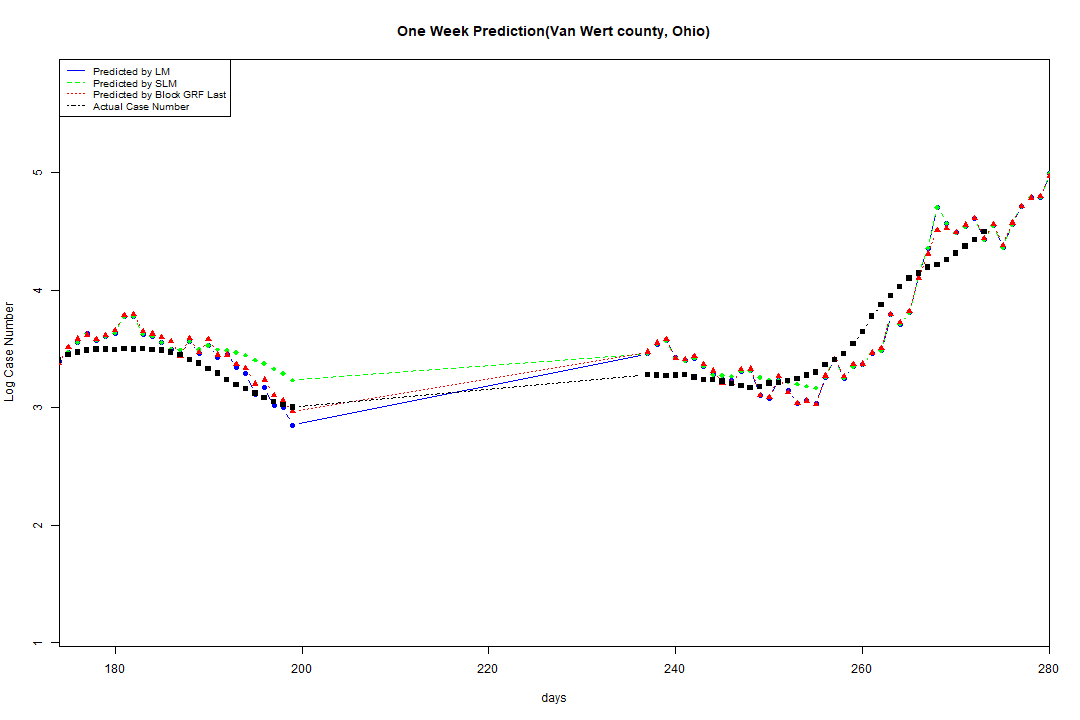 One Week Prediction(Van Wert county, Ohio)
Predicted by LM
Predicted by SLM
Predicted by Block GRF Last
Actual Case Number
Log Case Number
5
4
3
2
1
180 200 220 240 260 280
days